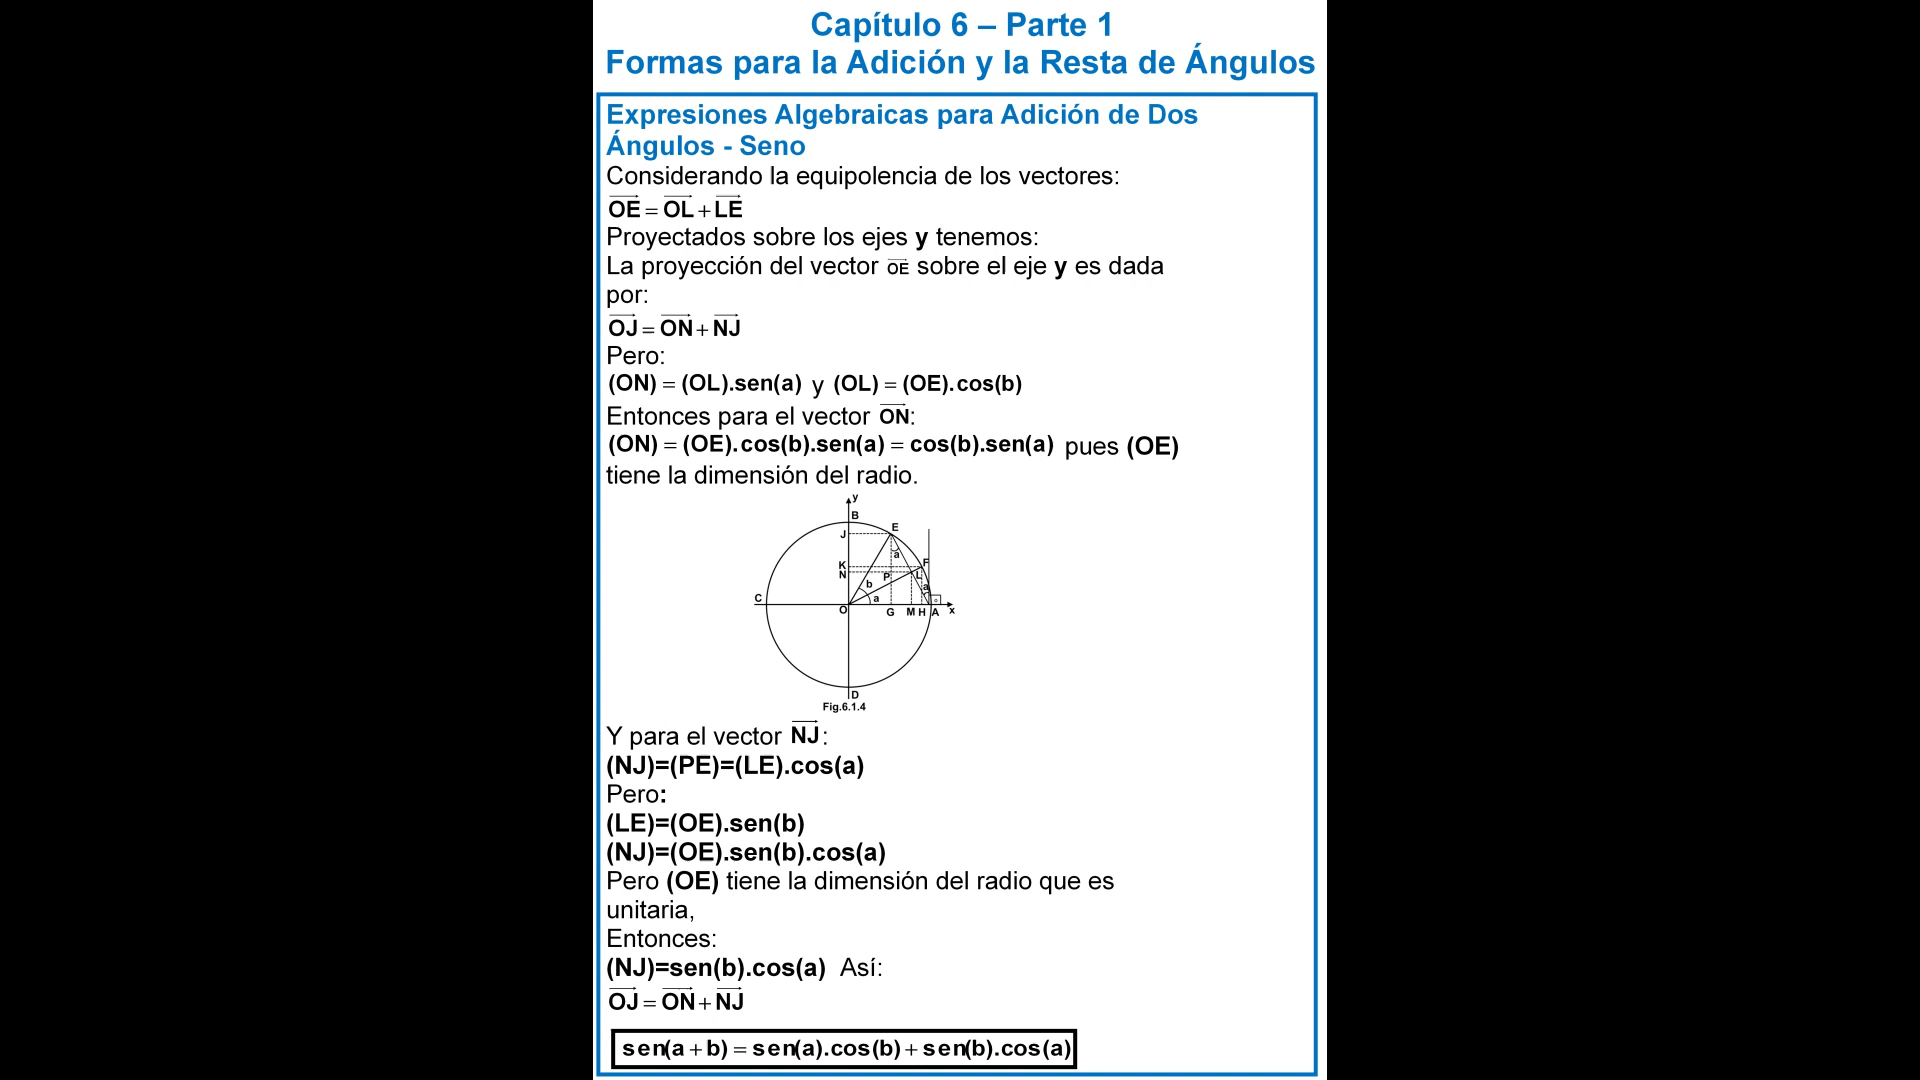 Capítulo 6 – Parte 1
Formas para la Adición y la Resta de Ángulos
Expresiones Algebraicas para Adición de Dos
Ángulos - Seno
Considerando la equipolencia de los vectores:
OE = OL + LE
Proyectados sobre los ejes y tenemos:
La proyección del vector OE sobre el eje y es dada
por:
OJ = ON + NJ
Pero:
(ON) = (OL).sen(a) y (OL) = (OE).cos(b)
Entonces para el vector ON:
(ON) = (OE).cos(b).sen(a) = cos(b).sen(a) pues (OE)
tiene la dimensión del radio.
y
B
E
J
a
F
K
N
P
L
b
a
a
C
O
G M H A x
D
Fig.6.1.4
Y para el vector NJ:
(NJ)=(PE)=(LE).cos(a)
Pero:
(LE)=(OE).sen(b)
(NJ)=(OE).sen(b).cos(a)
Pero (OE) tiene la dimensión del radio que es
unitaria,
Entonces:
(NJ)=sen(b).cos(a) Así:
OJ = ON + NJ
sen(a + b) = sen(a).cos(b) + sen(b).cos(a)